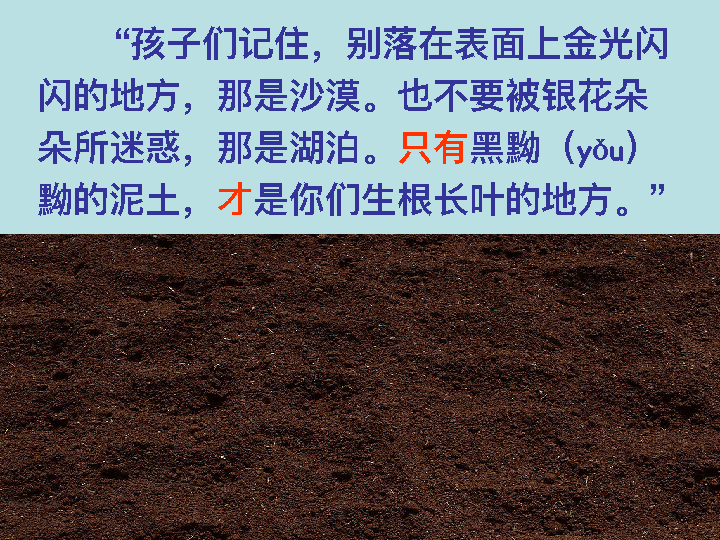 “孩子们记住，别落在表面上金光闪
闪的地方，那是沙漠。也不要被银花朵
朵所迷惑，那是湖泊。只有黑黝（yǒu）
黝的泥土，才是你们生根长叶的地方。”